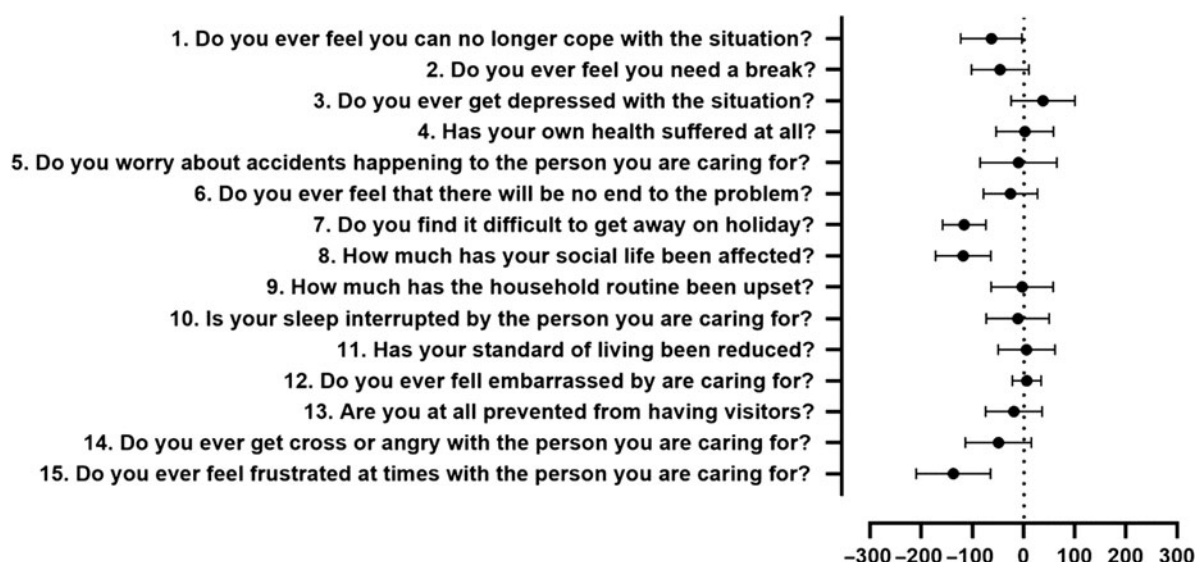 1. Do you ever feel you can no longer cope with the situation?
2. Do you ever feel you need a break?
3. Do you ever get depressed with the situation?
4. Has your own health suffered at all?
5. Do you worry about accidents happening to the person you are caring for?
6. Do you ever feel that there will be no end to the problem?
7. Do you find it difficult to get away on holiday?
8. How much has your social life been affected?
9. How much has the household routine been upset?
10. Is your sleep interrupted by the person you are caring for?
11. Has your standard of living been reduced?
12. Do you ever fell embarrassed by are caring for?
13. Are you at all prevented from having visitors?
14. Do you ever get cross or angry with the person you are caring for?
15. Do you ever feel frustrated at times with the person you are caring for?
−300 −200 −100 0 100 200 300